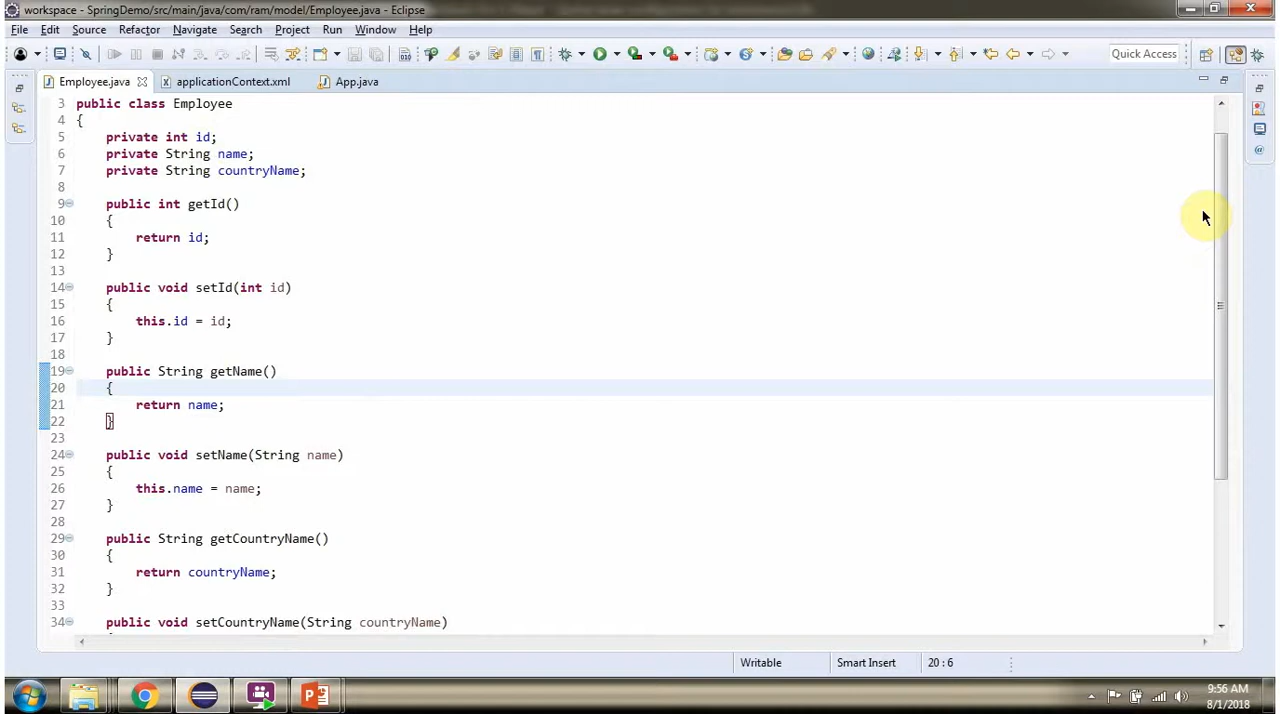 workspace - SpringDemo/src/main/java/com/ram/model/Employee.java - Eclipse
File Edit Source Refactor Navigate Search Project Run Window Help
Quick Access
Employee.java applicationContext.xml App.java
3 public class Employee
4 {
5 private int id;
6 private String name;
7 private String countryName;
8
9 public int getId()
10 {
11 return id;
12 }
13
14 public void setId(int id)
15 {
16 this.id = id;
17 }
18
19 public String getName()
20 {
21 return name;
22 }
23
24 public void setName(String name)
25 {
26 this.name = name;
27 }
28
29 public String getCountryName()
30 {
31 return countryName;
32 }
33
34 public void setCountryName(String countryName)
Writable Smart Insert 20 : 6
9:56 AM
8/1/2018